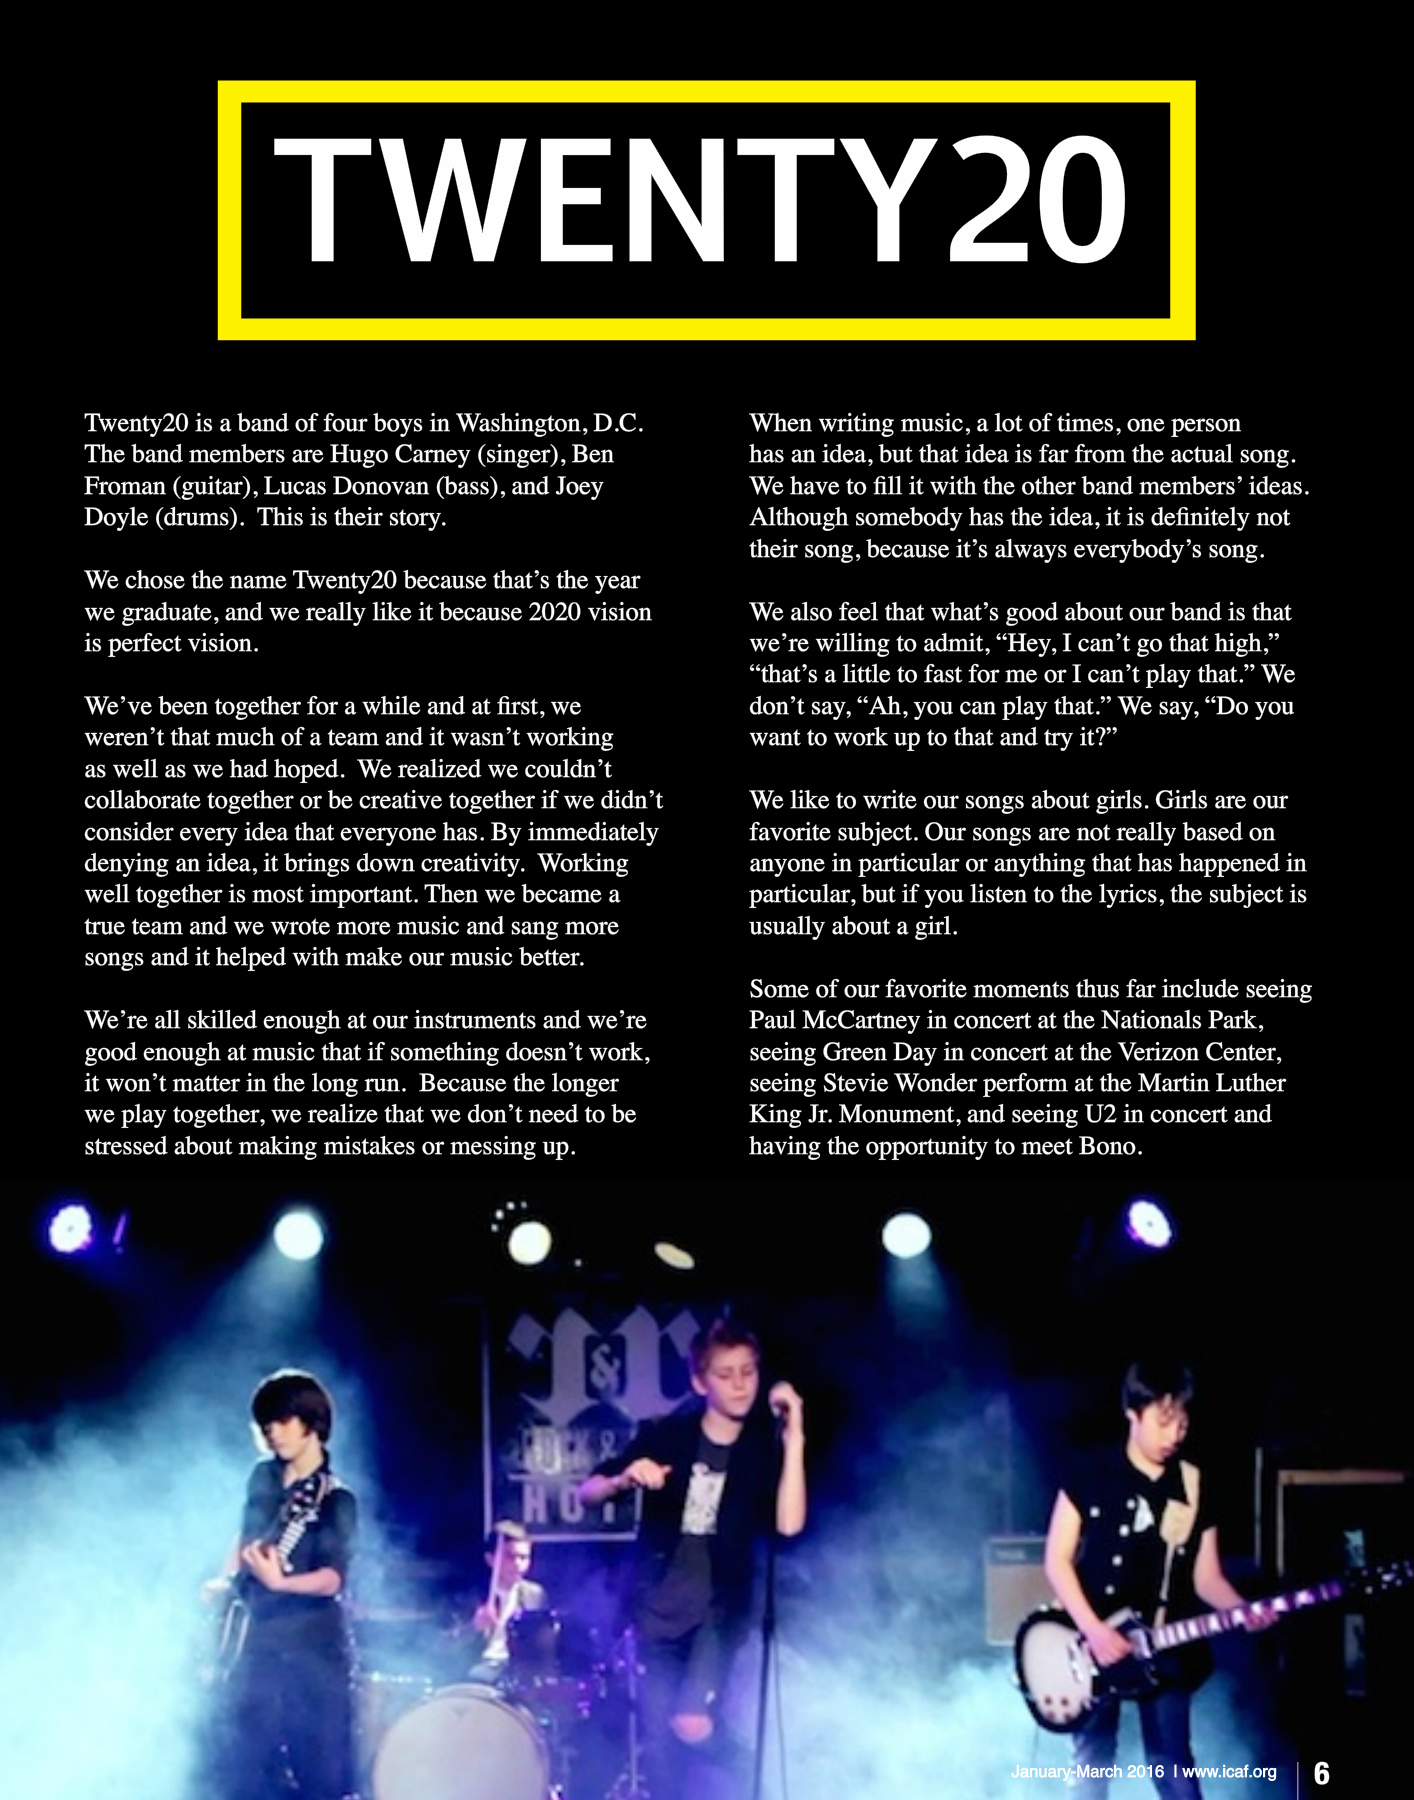 TWENTY20
Twenty20 is a band of four boys in Washington, D.C.
The band members are Hugo Carney (singer), Ben
Froman (guitar), Lucas Donovan (bass), and Joey
Doyle (drums).  This is their story.
We chose the name Twenty20 because that’s the year
we graduate, and we really like it because 2020 vision
is perfect vision.
We’ve been together for a while and at first, we
weren’t that much of a team and it wasn’t working
as well as we had hoped.  We realized we couldn’t
collaborate together or be creative together if we didn’t
consider every idea that everyone has. By immediately
denying an idea, it brings down creativity.  Working
well together is most important. Then we became a
true team and we wrote more music and sang more
songs and it helped with make our music better.
We’re all skilled enough at our instruments and we’re
good enough at music that if something doesn’t work,
it won’t matter in the long run.  Because the longer
we play together, we realize that we don’t need to be
stressed about making mistakes or messing up.
When writing music, a lot of times, one person
has an idea, but that idea is far from the actual song.
We have to fill it with the other band members’ ideas.
Although somebody has the idea, it is definitely not
their song, because it’s always everybody’s song.
We also feel that what’s good about our band is that
we’re willing to admit, “Hey, I can’t go that high,”
“that’s a little to fast for me or I can’t play that.” We
don’t say, “Ah, you can play that.” We say, “Do you
want to work up to that and try it?”
We like to write our songs about girls. Girls are our
favorite subject. Our songs are not really based on
anyone in particular or anything that has happened in
particular, but if you listen to the lyrics, the subject is
usually about a girl.
Some of our favorite moments thus far include seeing
Paul McCartney in concert at the Nationals Park,
seeing Green Day in concert at the Verizon Center,
seeing Stevie Wonder perform at the Martin Luther
King Jr. Monument, and seeing U2 in concert and
having the opportunity to meet Bono.
&
January-March 2016 | www.icaf.org | 6